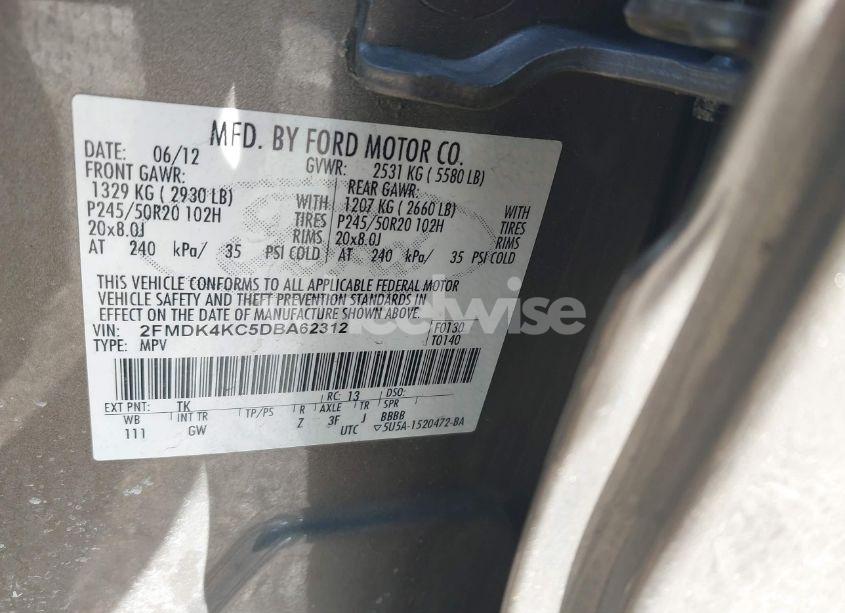 MFD. BY FORD MOTOR CO.
DATE: 06/12 GVWR: 2531 KG ( 5580 LB)
FRONT GAWR: REAR GAWR:
1329 KG ( 2930 LB) WITH 1207 KG ( 2660 LB) WITH
P245/50R20 102H TIRES P245/50R20 102H TIRES
20x8.0J RIMS 20x8.0J RIMS
AT 240 kPa/ 35 PSI COLD AT 240 kPa/ 35 PSI COLD
THIS VEHICLE CONFORMS TO ALL APPLICABLE FEDERAL MOTOR
VEHICLE SAFETY AND THEFT PREVENTION STANDARDS IN
EFFECT ON THE DATE OF MANUFACTURE SHOWN ABOVE.
VIN: 2FMDK4KC5DBA62312 F0130
TYPE: MPV T0140
EXT PNT: TK RC: 13 DSO:
WB INT TR TP/PS R AXLE TR SPR
111 GW Z 3F J BBBB
UTC ▽5U5A-1520472-BA